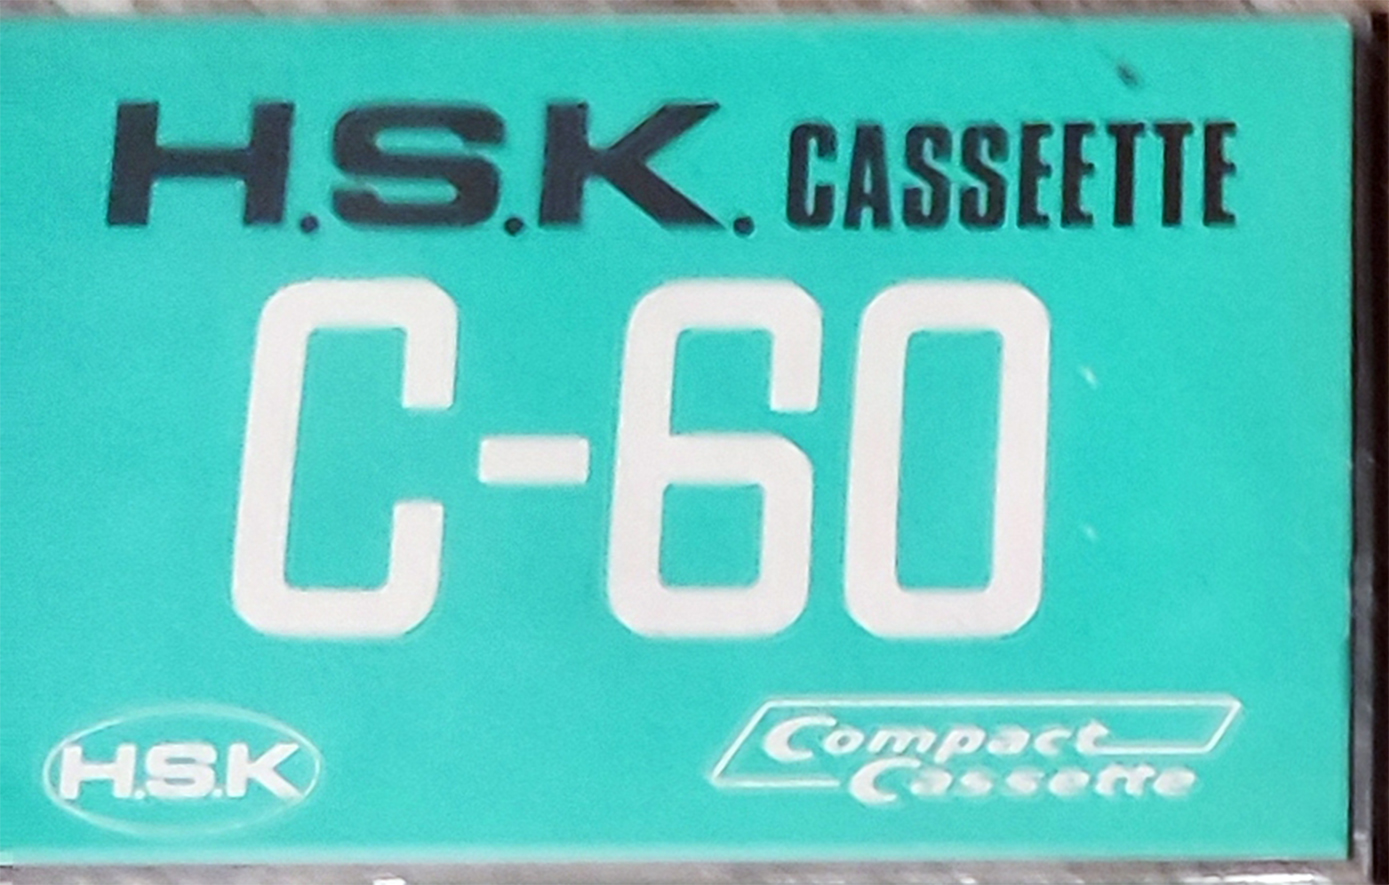 H.S.K. CASSEETTE
C-60
H.S.K
Compact
Cassette